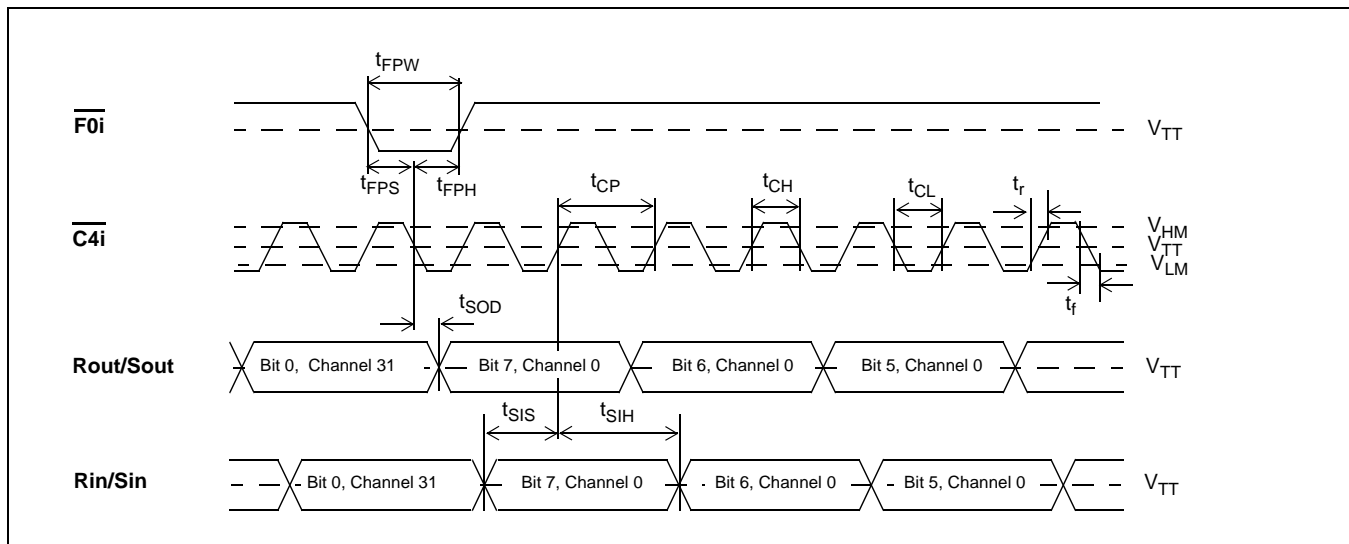 tFPW
F0i
VTT
tFPS tFPH tCP tCH tCL tr
C4i
VHM
VTT
VLM
tSOD tf
Rout/Sout Bit 0, Channel 31 Bit 7, Channel 0 Bit 6, Channel 0 Bit 5, Channel 0 VTT
tSIS tSIH
Rin/Sin Bit 0, Channel 31 Bit 7, Channel 0 Bit 6, Channel 0 Bit 5, Channel 0 VTT